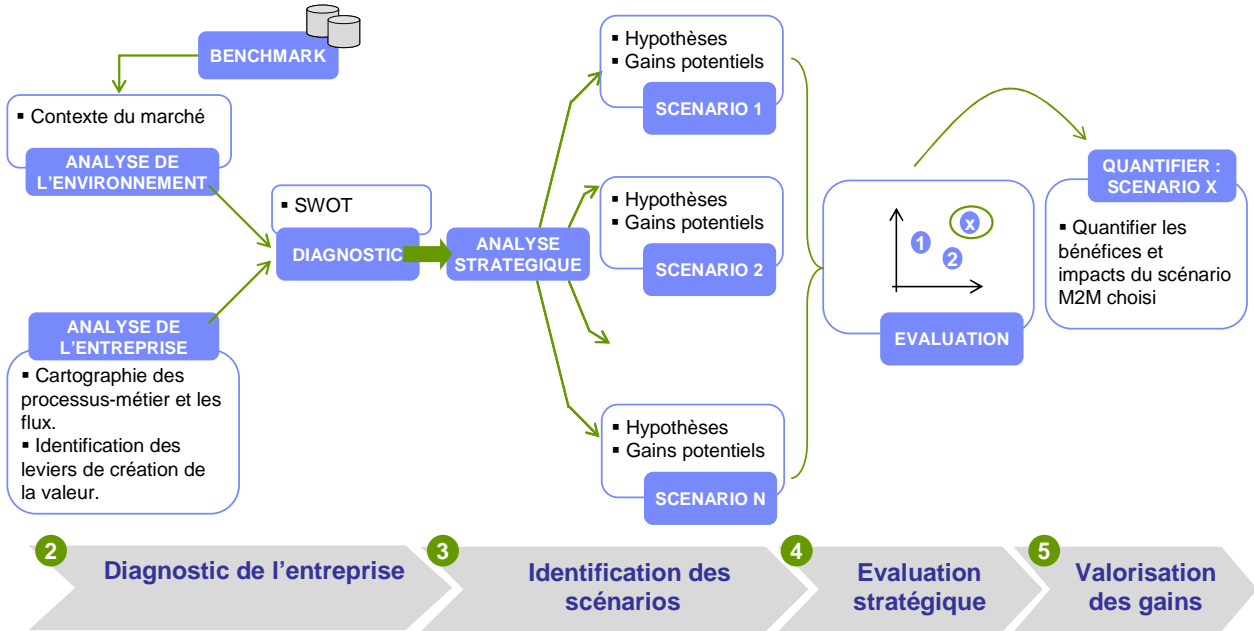 BENCHMARK
▪ Contexte du marché
ANALYSE DE
L'ENVIRONNEMENT
▪ SWOT
DIAGNOSTIC
ANALYSE DE
L'ENTREPRISE
▪ Cartographie des
processus-métier et les
flux.
▪ Identification des
leviers de création de
la valeur.
ANALYSE
STRATEGIQUE
▪ Hypothèses
▪ Gains potentiels
SCENARIO 1
▪ Hypothèses
▪ Gains potentiels
SCENARIO 2
▪ Hypothèses
▪ Gains potentiels
SCENARIO N
x
1
2
EVALUATION
QUANTIFIER :
SCENARIO X
▪ Quantifier les
bénéfices et
impacts du scénario
M2M choisi
2
Diagnostic de l'entreprise
3
Identification des
scénarios
4
Evaluation
stratégique
5
Valorisation
des gains